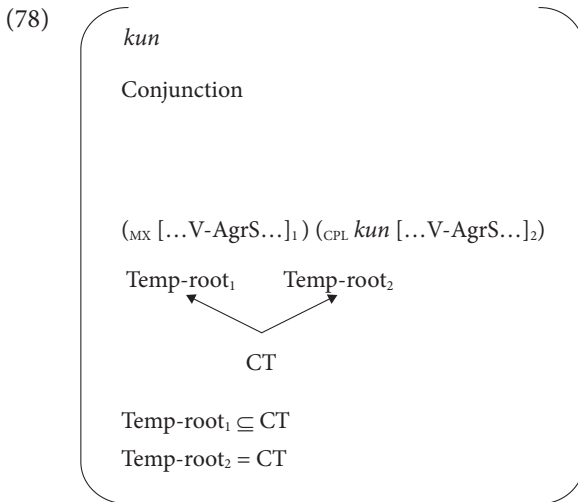 (78)
kun
Conjunction
(MX […V-AgrS…]1) (CPL kun […V-AgrS…]2)
Temp-root1 Temp-root2
CT
Temp-root1 ⊆ CT
Temp-root2 = CT